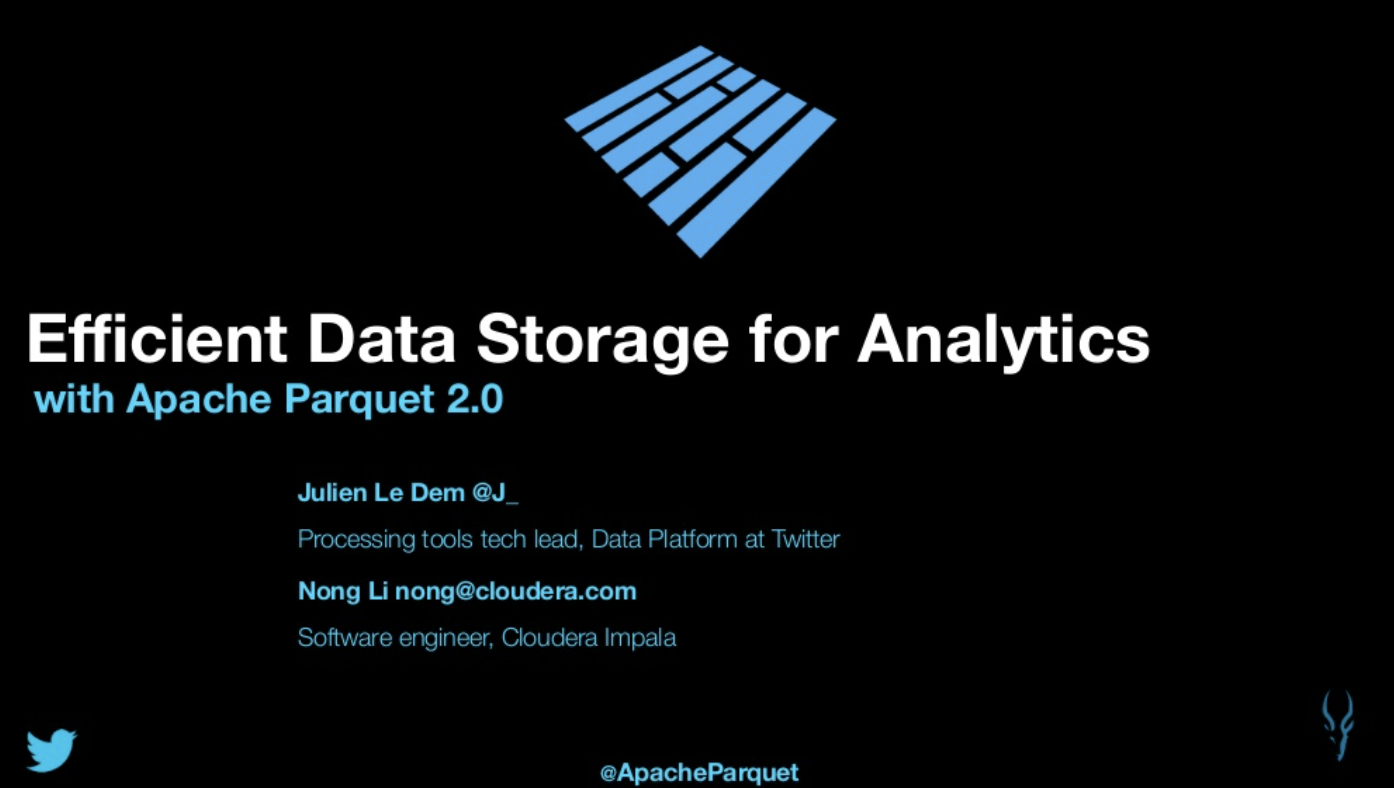 Efficient Data Storage for Analytics
with Apache Parquet 2.0
Julien Le Dem @J_
Processing tools tech lead, Data Platform at Twitter
Nong Li nong@cloudera.com
Software engineer, Cloudera Impala
@ApacheParquet